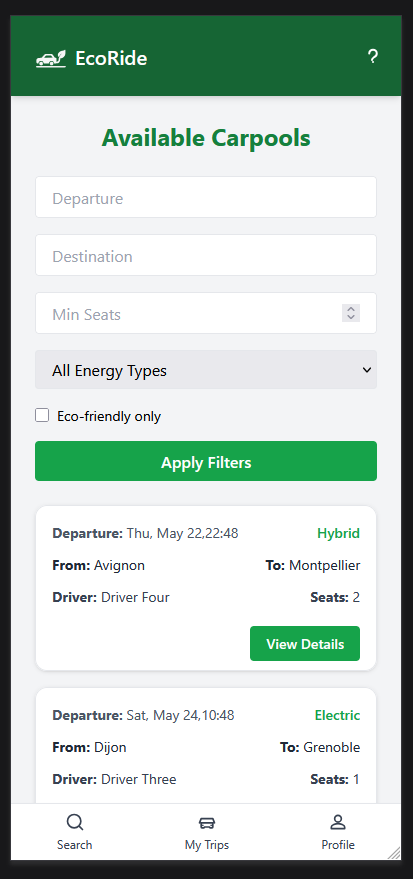 EcoRide ?
Available Carpools
Departure
Destination
Min Seats
All Energy Types
Eco-friendly only
Apply Filters
Departure: Thu, May 22,22:48 Hybrid
From: Avignon To: Montpellier
Driver: Driver Four Seats: 2
View Details
Departure: Sat, May 24,10:48 Electric
From: Dijon To: Grenoble
Driver: Driver Three Seats: 1
Search My Trips Profile